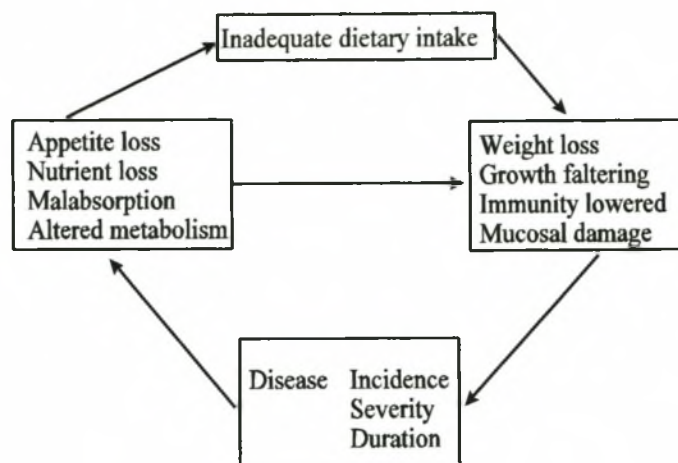 Inadequate dietary intake
Appetite loss
Nutrient loss
Malabsorption
Altered metabolism
Weight loss
Growth faltering
Immunity lowered
Mucosal damage
Disease Incidence
Severity
Duration